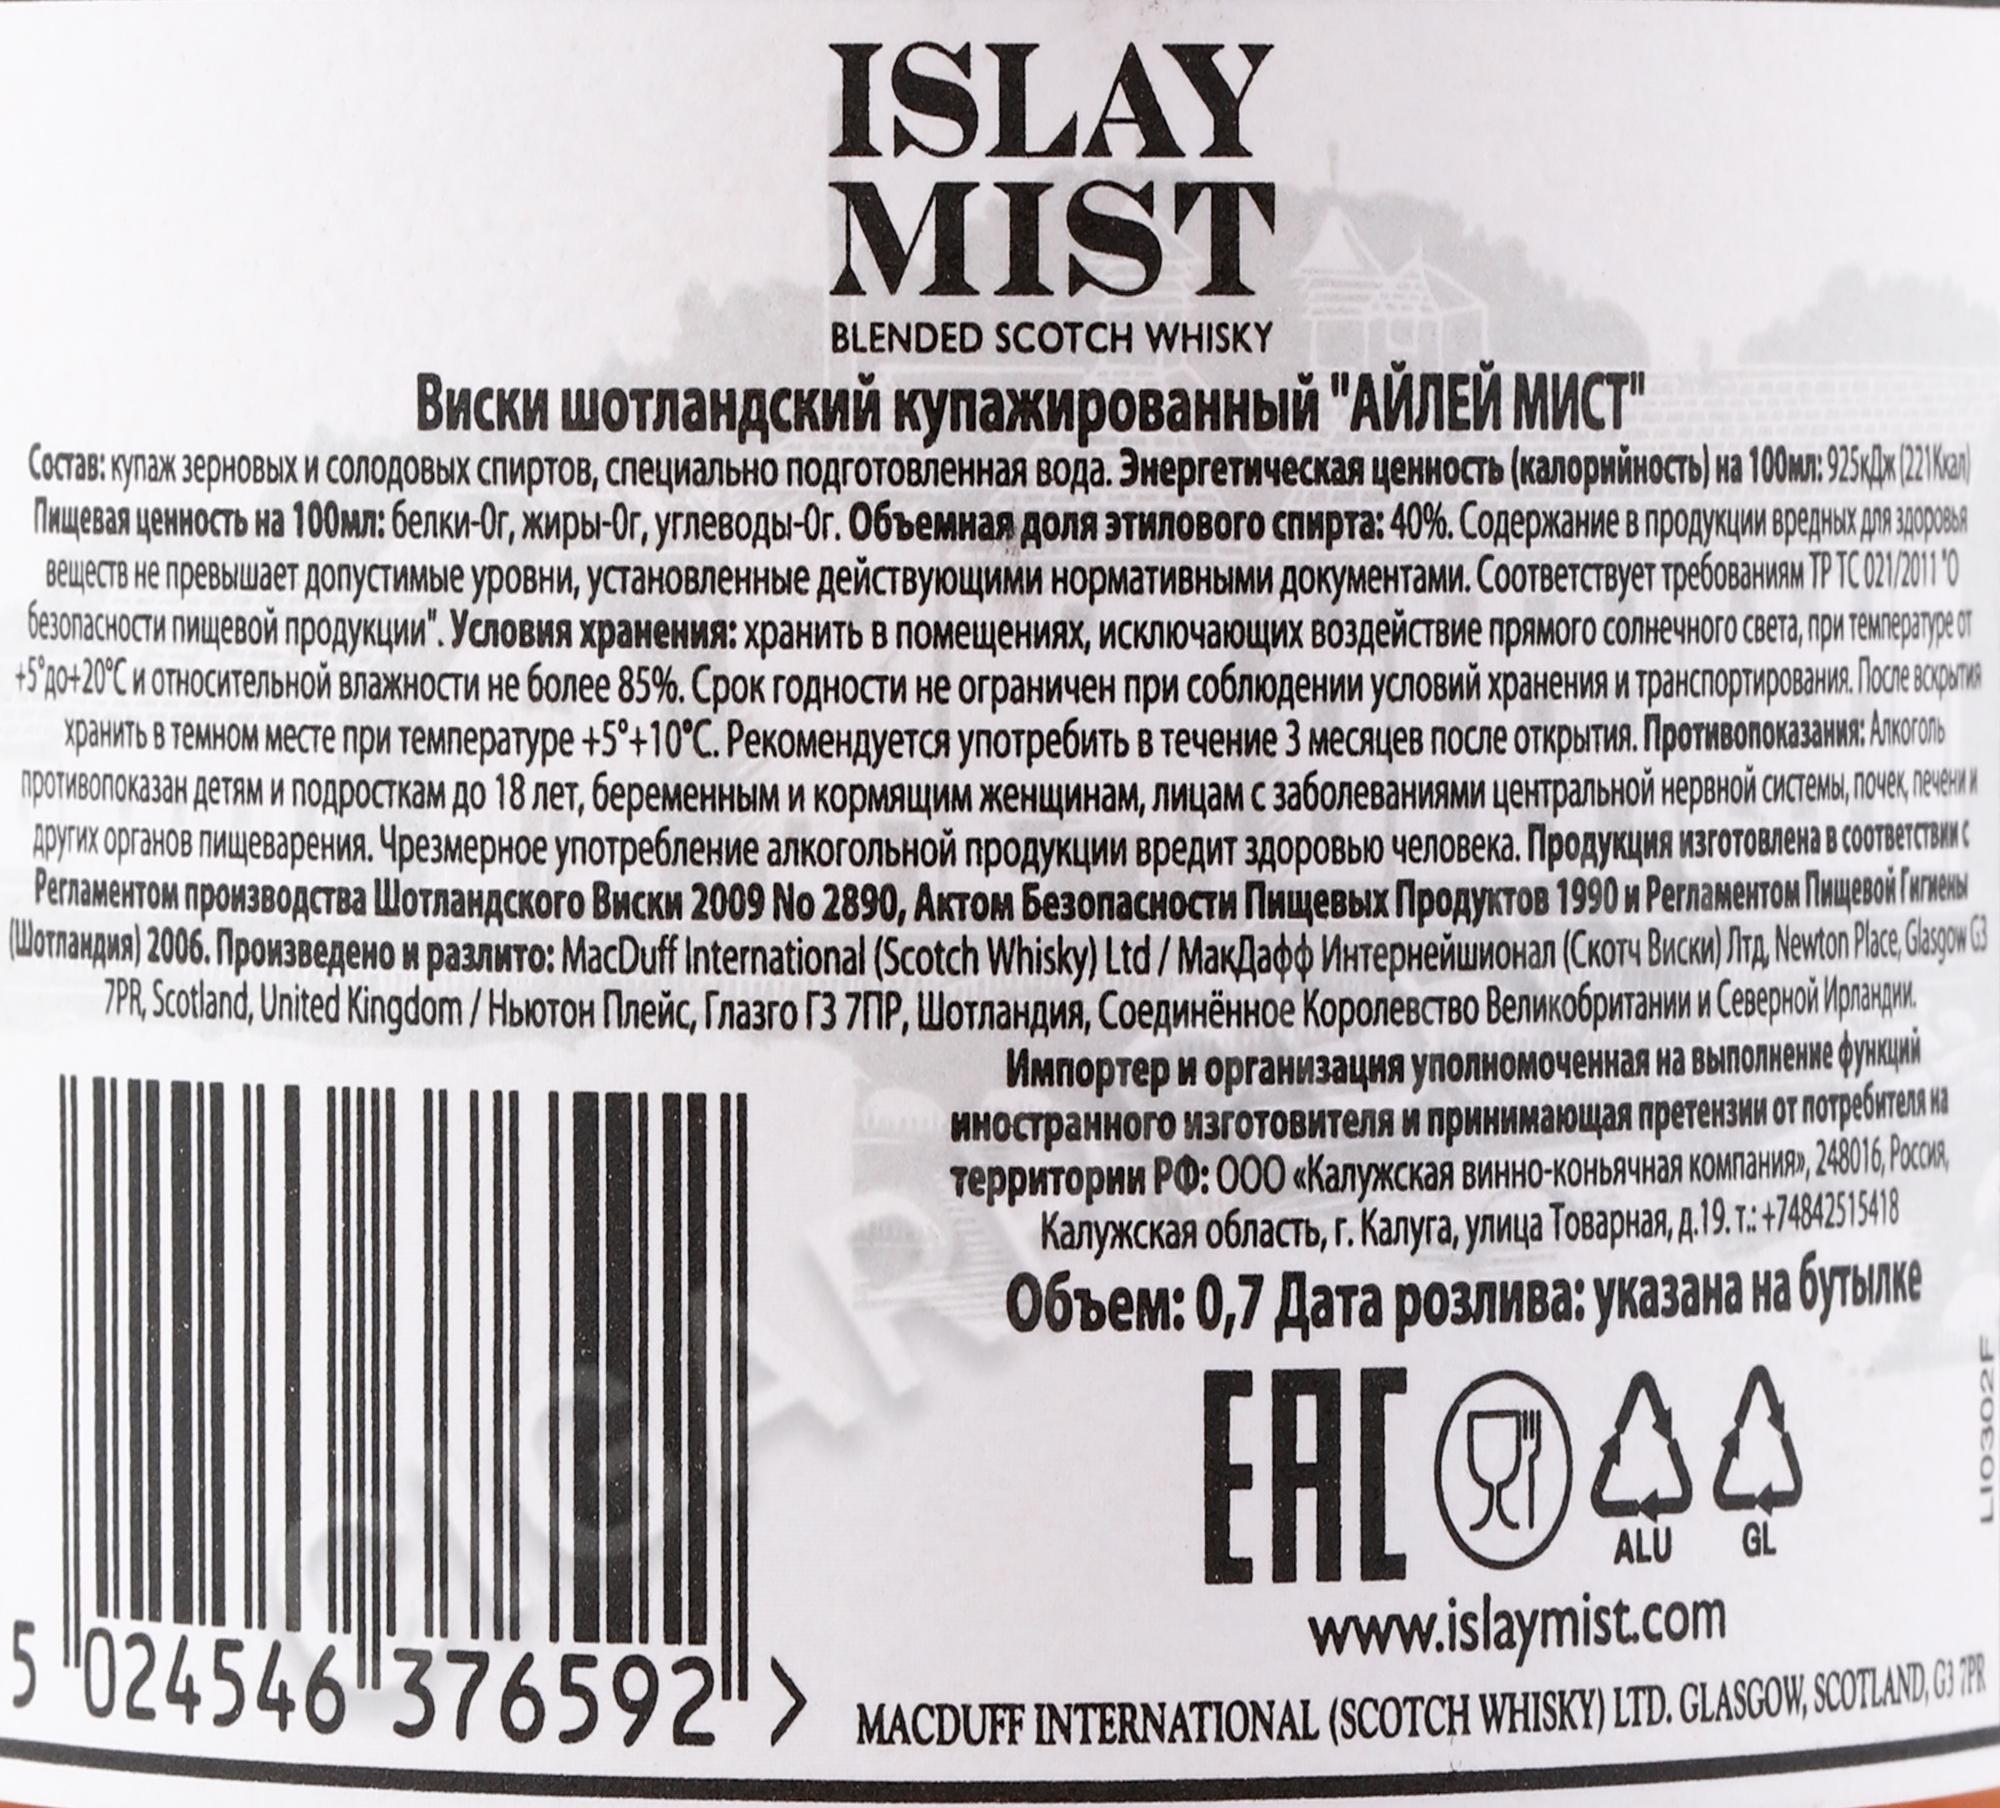 ISLAY
MIST
BLENDED SCOTCH WHISKY
Виски шотландский купажированный "АЙЛЕЙ МИСТ"
Состав: купаж зерновых и солодовых спиртов, специально подготовленная вода. Энергетическая ценность (калорийность) на 100мл: 925кДж (221Ккал)
Пищевая ценность на 100мл: белки-0г, жиры-0г, углеводы-0г. Объемная доля этилового спирта: 40%. Содержание в продукции вредных для здоровья
веществ не превышает допустимые уровни, установленные действующими нормативными документами. Соответствует требованиям ТР ТС 021/2011 "О
безопасности пищевой продукции". Условия хранения: хранить в помещениях, исключающих воздействие прямого солнечного света, при температуре от
+5°до+20°С и относительной влажности не более 85%. Срок годности не ограничен при соблюдении условий хранения и транспортирования. После вскрытия
хранить в темном месте при температуре +5°+10°С. Рекомендуется употребить в течение 3 месяцев после открытия. Противопоказания: Алкоголь
противопоказан детям и подросткам до 18 лет, беременным и кормящим женщинам, лицам с заболеваниями центральной нервной системы, почек, печени и
других органов пищеварения. Чрезмерное употребление алкогольной продукции вредит здоровью человека. Продукция изготовлена в соответствии с
Регламентом производства Шотландского Виски 2009 No 2890, Актом Безопасности Пищевых Продуктов 1990 и Регламентом Пищевой Гигиены
(Шотландия) 2006. Произведено и разлито: MacDuff International (Scotch Whisky) Ltd / МакДафф Интернейшионал (Скотч Виски) Лтд, Newton Place, Glasgow G3
7PR, Scotland, United Kingdom / Ньютон Плейс, Глазго Г3 7ПР, Шотландия, Соединённое Королевство Великобритании и Северной Ирландии.
Импортер и организация уполномоченная на выполнение функций
иностранного изготовителя и принимающая претензии от потребителя на
территории РФ: ООО «Калужская винно-коньячная компания», 248016, Россия,
Калужская область, г. Калуга, улица Товарная, д.19. т.: +74842515418
Объем: 0,7 Дата розлива: указана на бутылке
EAC
ALU GL
LI0302F
www.islaymist.com
5 024546 376592 >
MACDUFF INTERNATIONAL (SCOTCH WHISKY) LTD. GLASGOW, SCOTLAND, G3 7PR